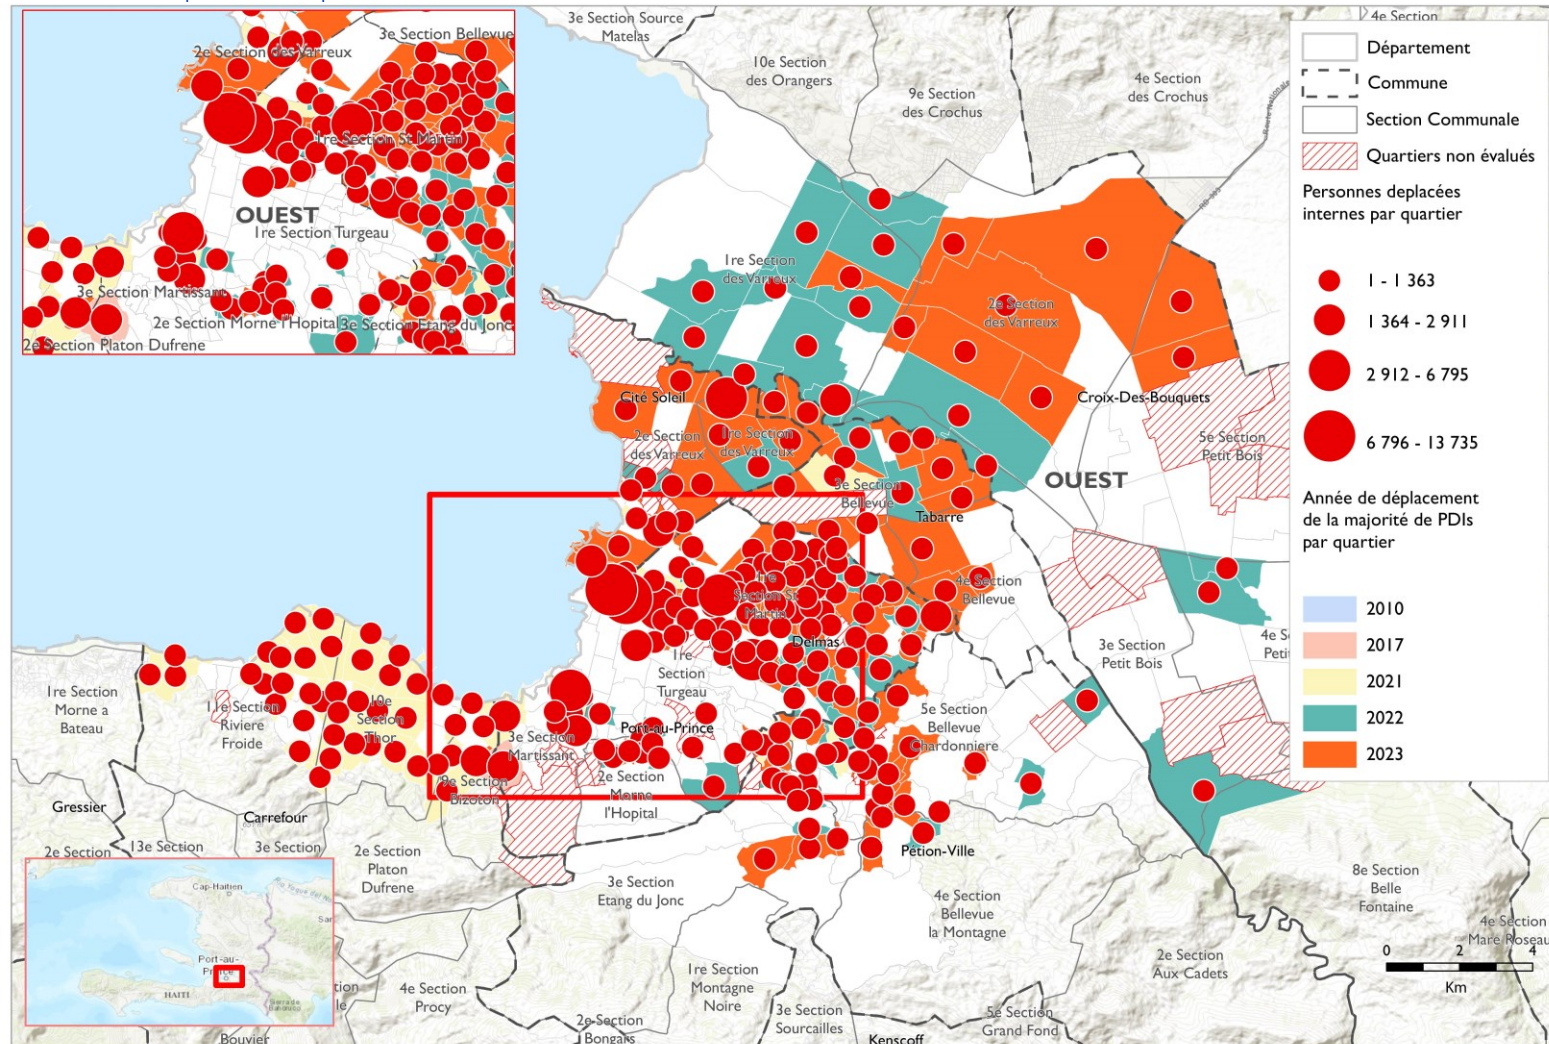 2e Section des Varreux
3e Section Bellevue
1re Section St Martin
OUEST
1re Section Turgeau
3e Section Martissant
2e Section Morne l'Hopital
3e Section Etang du Jonc
2e Section Platon Dufrene
3e Section Source
Matelas
10e Section
des Orangers
9e Section
des Crochus
4e Section
des Crochus
4e Section
1re Section
des Varreux
2e Section
des Varreux
Cité Soleil
2e Section
des Varreux
1re Section
des Varreux
Croix-Des-Bouquets
5e Section
Petit Bois
OUEST
3e Section
Bellevue
Tabarre
4e Section
Bellevue
1re
Section St
Martin
Delmas
3e Section
Petit Bois
1re
Section
Turgeau
5e Section
Bellevue
Chardonniere
Port-au-Prince
1re Section
Morne a
Bateau
11e Section
Riviere
Froide
10e
Section
Thor
3e Section
Martissant
9e Section
Bizoton
2e Section
Morne
l'Hopital
Gressier
Carrefour
2e Section
13e Section
3e Section
2e Section
Platon
Dufrene
Pétion-Ville
3e Section
Etang du Jonc
4e Section
Bellevue
la Montagne
8e Section
Belle
Fontaine
4e Section
Mare Roseau
2e Section
Aux Cadets
1re Section
Montagne
Noire
4e Section
Procy
3e Section
Sourcailles
5e Section
Grand Fond
2e Section
Bongars
Kenscoff
Bouvier
Cap-Haïtien
Port-au-
Prince
HAITI
Département
Commune
Section Communale
Quartiers non évalués
Personnes deplacées
internes par quartier
1 - 1 363
1 364 - 2 911
2 912 - 6 795
6 796 - 13 735
Année de déplacement
de la majorité de PDIs
par quartier
2010
2017
2021
2022
2023
0 2 4
Km